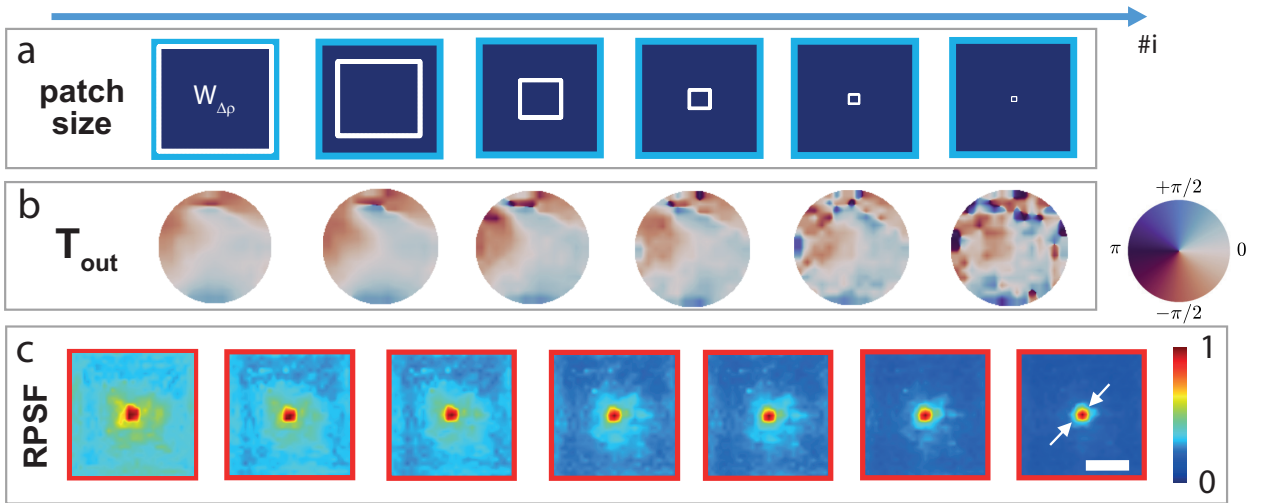 #i
a
patch
size
W_Δρ
b
T_out
+π/2
π
0
−π/2
c
RPSF
1
0